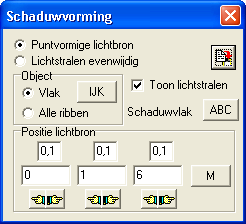 Schaduwvorming
Puntvormige lichtbron
Lichtstralen evenwijdig
Object
Vlak
IJK
Toon lichtstralen
Alle ribben
Schaduwvlak
ABC
Positie lichtbron
0,1 0,1 0,1
0 1 6 M